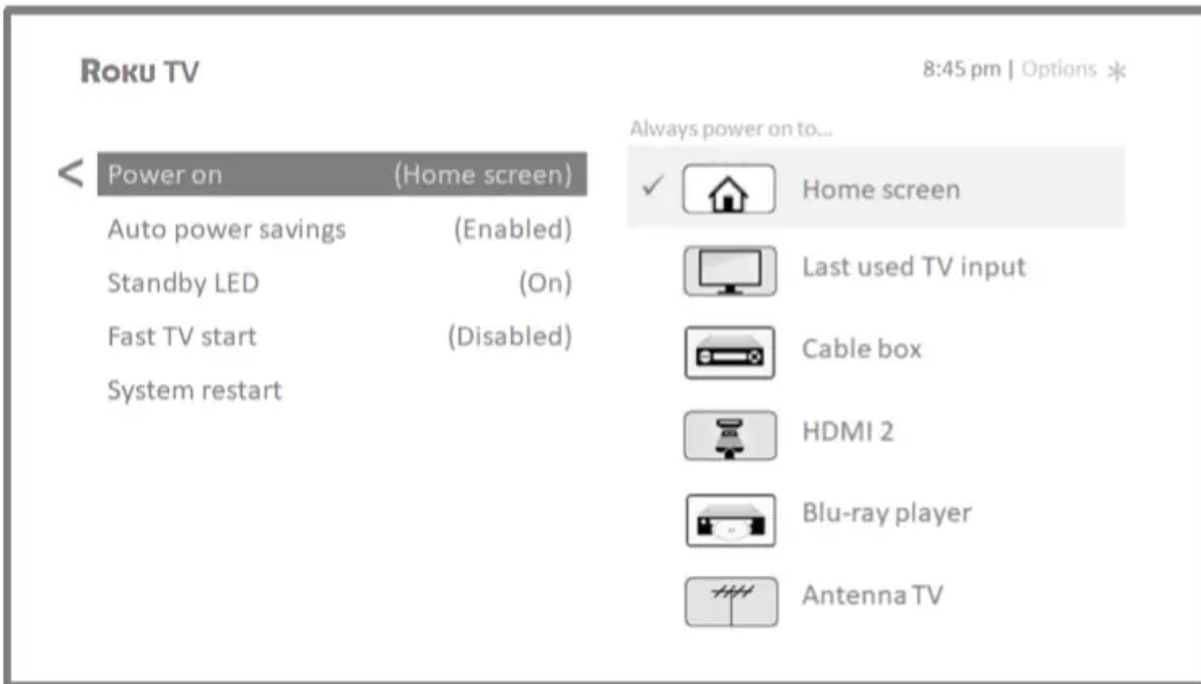 ROKU TV
8:45 pm | Options ✻
Always power on to...
< Power on (Home screen)
Auto power savings (Enabled)
Standby LED (On)
Fast TV start (Disabled)
System restart
✓ Home screen
Last used TV input
Cable box
HDMI 2
Blu-ray player
Antenna TV